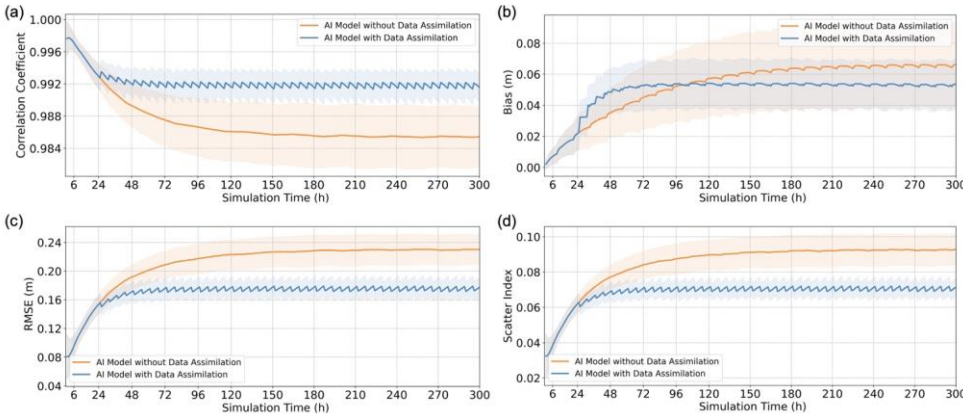 (a)
Correlation Coefficient
1.000
0.996
0.992
0.988
0.984
AI Model without Data Assimilation
AI Model with Data Assimilation
6 24 48 72 96 120 150 180 210 240 270 300
Simulation Time (h)
(b)
Bias (m)
0.08
0.06
0.04
0.02
0.00
AI Model without Data Assimilation
AI Model with Data Assimilation
6 24 48 72 96 120 150 180 210 240 270 300
Simulation Time (h)
(c)
RMSE (m)
0.24
0.20
0.16
0.12
0.08
0.04
AI Model without Data Assimilation
AI Model with Data Assimilation
6 24 48 72 96 120 150 180 210 240 270 300
Simulation Time (h)
(d)
Scatter Index
0.10
0.08
0.06
0.04
0.02
AI Model without Data Assimilation
AI Model with Data Assimilation
6 24 48 72 96 120 150 180 210 240 270 300
Simulation Time (h)